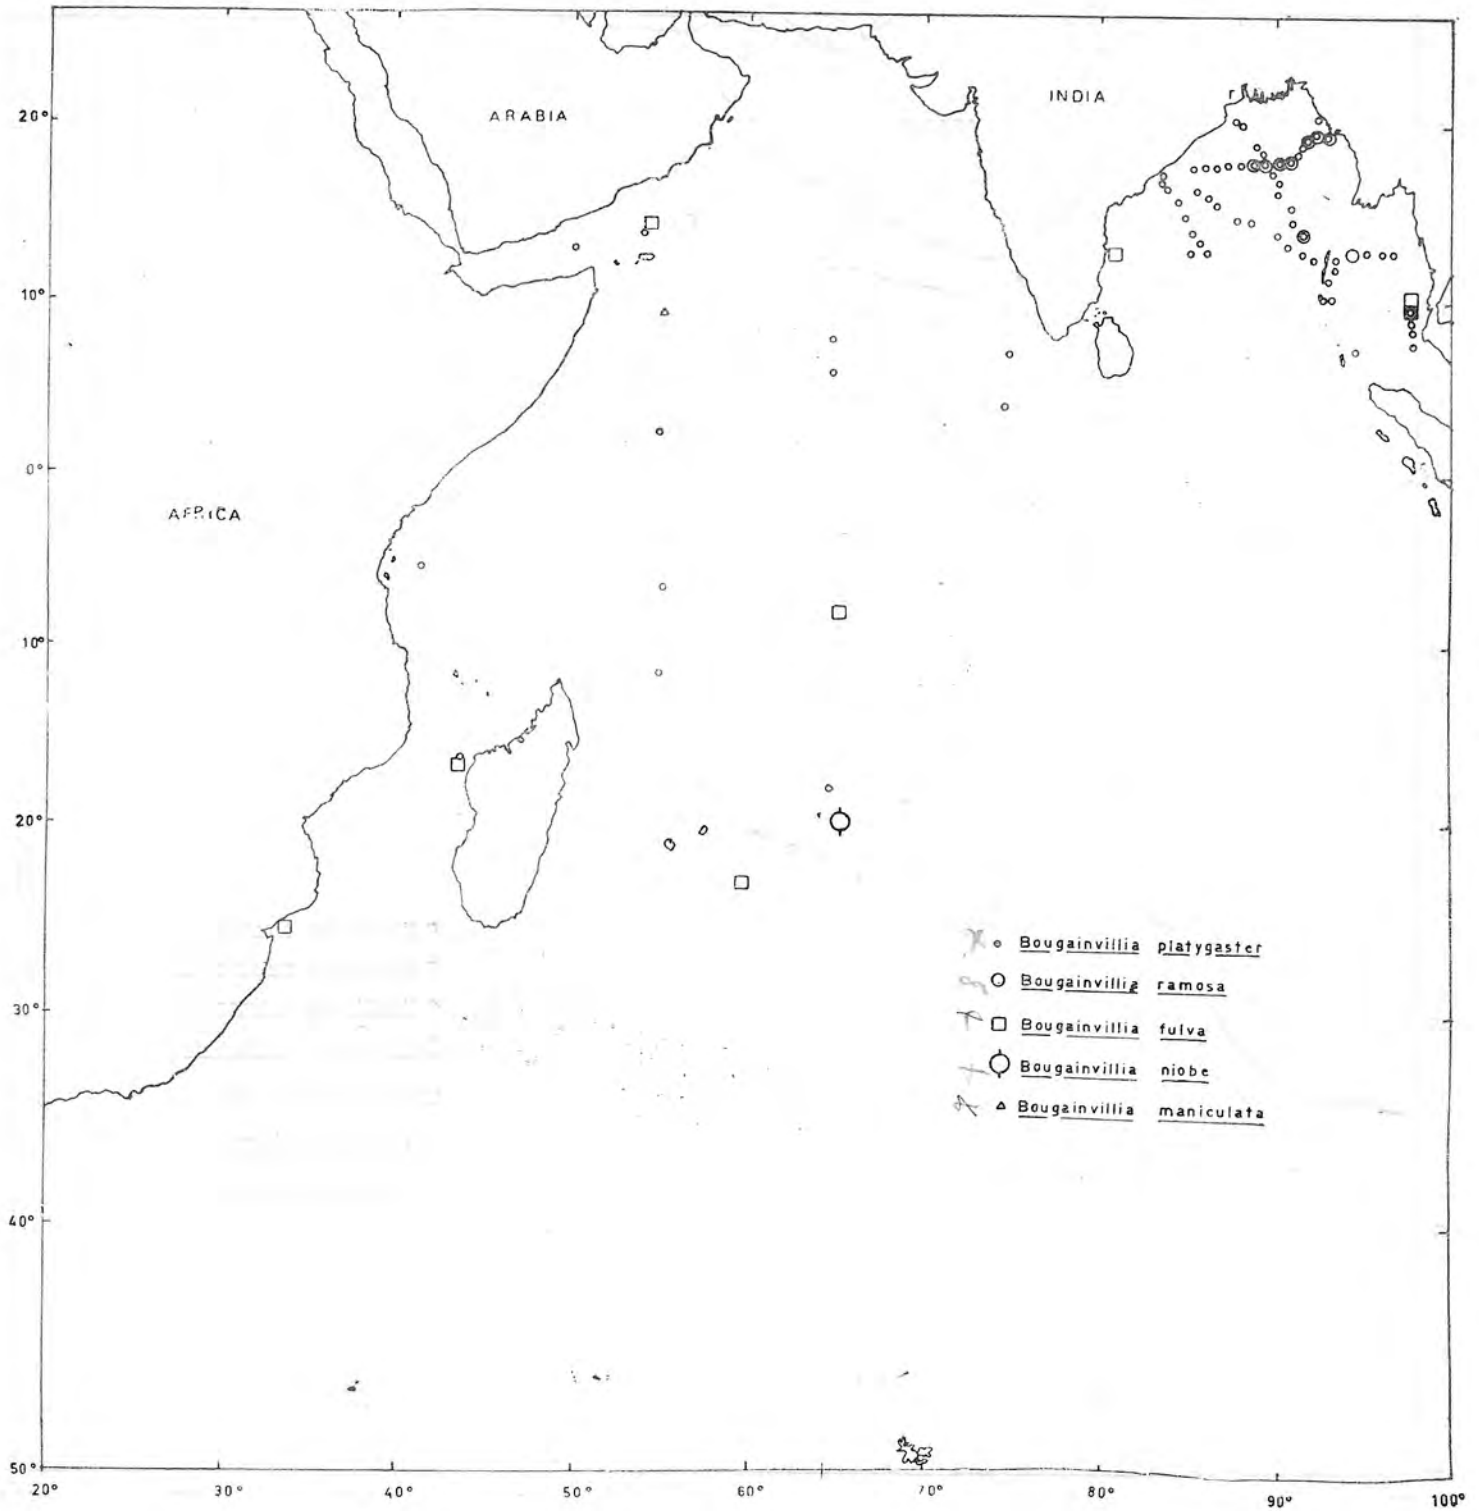 ARABIA
INDIA
r
20°
10°
0°
AFRICA
10°
20°
30°
40°
50°
Bougainvillia platygaster
Bougainvillia ramosa
Bougainvillia fulva
Bougainvillia niobe
Bougainvillia maniculata
20° 30° 40° 50° 60° 70° 80° 90° 100°